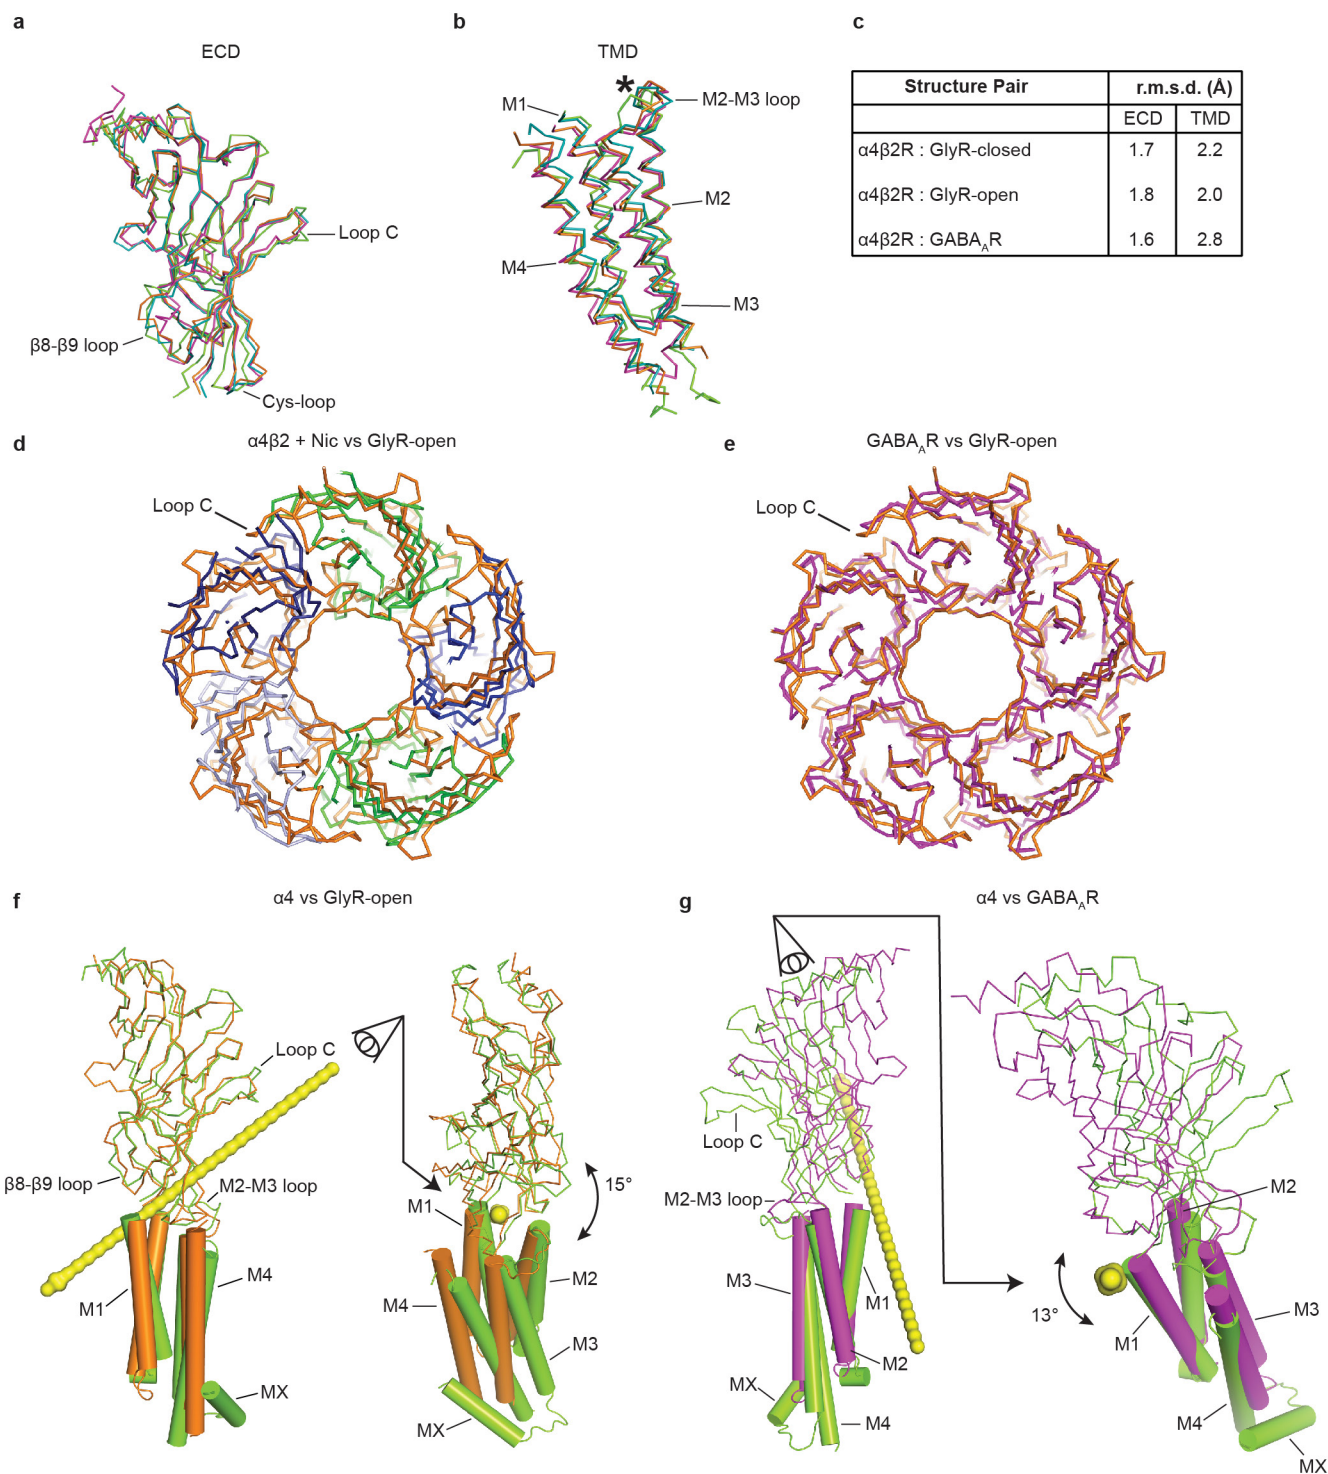 a
ECD
Loop C
β8-β9 loop
Cys-loop
b
TMD
*
M1
M2-M3 loop
M2
M4
M3
c
Structure Pair r.m.s.d. (Å)
ECD TMD
α4β2R : GlyR-closed 1.7 2.2
α4β2R : GlyR-open 1.8 2.0
α4β2R : GABAAR 1.6 2.8
d
α4β2 + Nic vs GlyR-open
Loop C
e
GABAAR vs GlyR-open
Loop C
f
α4 vs GlyR-open
Loop C
β8-β9 loop
M2-M3 loop
M4
M1
15°
M1
M2
M4
M3
MX
MX
g
α4 vs GABAAR
Loop C
M2-M3 loop
M3
M1
M2
MX
M4
M2
13°
M1
M3
M4
MX